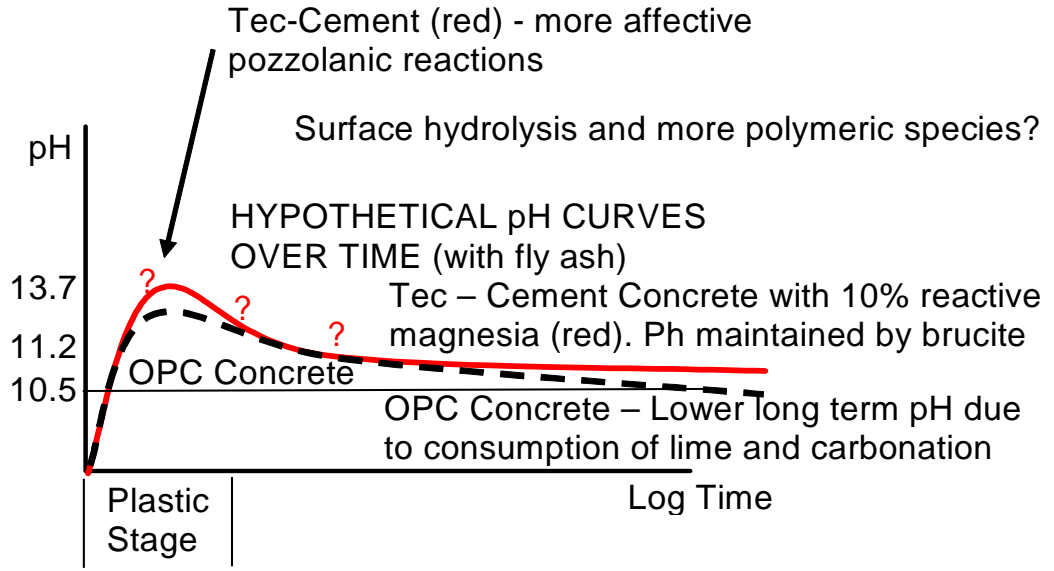 Tec-Cement (red) - more affective
pozzolanic reactions
Surface hydrolysis and more polymeric species?
pH
HYPOTHETICAL pH CURVES
OVER TIME (with fly ash)
?
?
?
13.7
Tec – Cement Concrete with 10% reactive
magnesia (red). Ph maintained by brucite
11.2
OPC Concrete
10.5
OPC Concrete – Lower long term pH due
to consumption of lime and carbonation
Log Time
Plastic
Stage